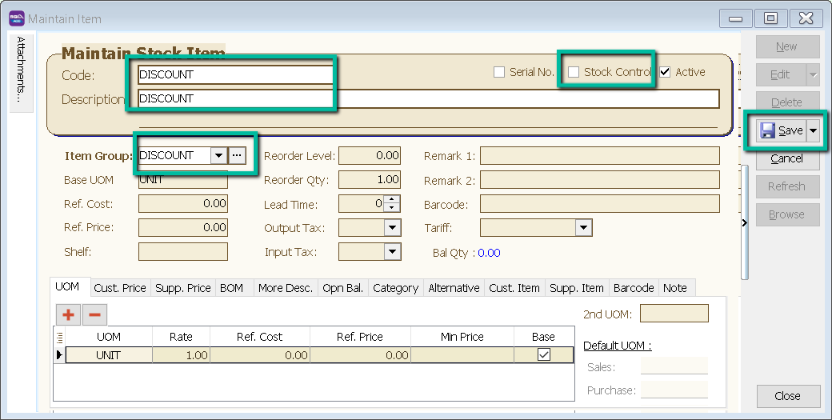 Maintain Item
Attachments...
Maintain Stock Item
Code: DISCOUNT Serial No. Stock Control Active
Description: DISCOUNT
Item Group: DISCOUNT Reorder Level: 0.00 Remark 1:
Base UOM UNIT Reorder Qty: 1.00 Remark 2:
Ref. Cost: 0.00 Lead Time: 0 Barcode:
Ref. Price: 0.00 Output Tax: Tariff:
Shelf: Input Tax: Bal Qty : 0.00
UOM Cust. Price Supp. Price BOM More Desc. Opn Bal. Category Alternative Cust. Item Supp. Item Barcode Note
2nd UOM:
UOM Rate Ref. Cost Ref. Price Min Price Base
UNIT 1.00 0.00 0.00
Default UOM :
Sales:
Purchase:
New
Edit
Delete
Save
Cancel
Refresh
Browse
Close